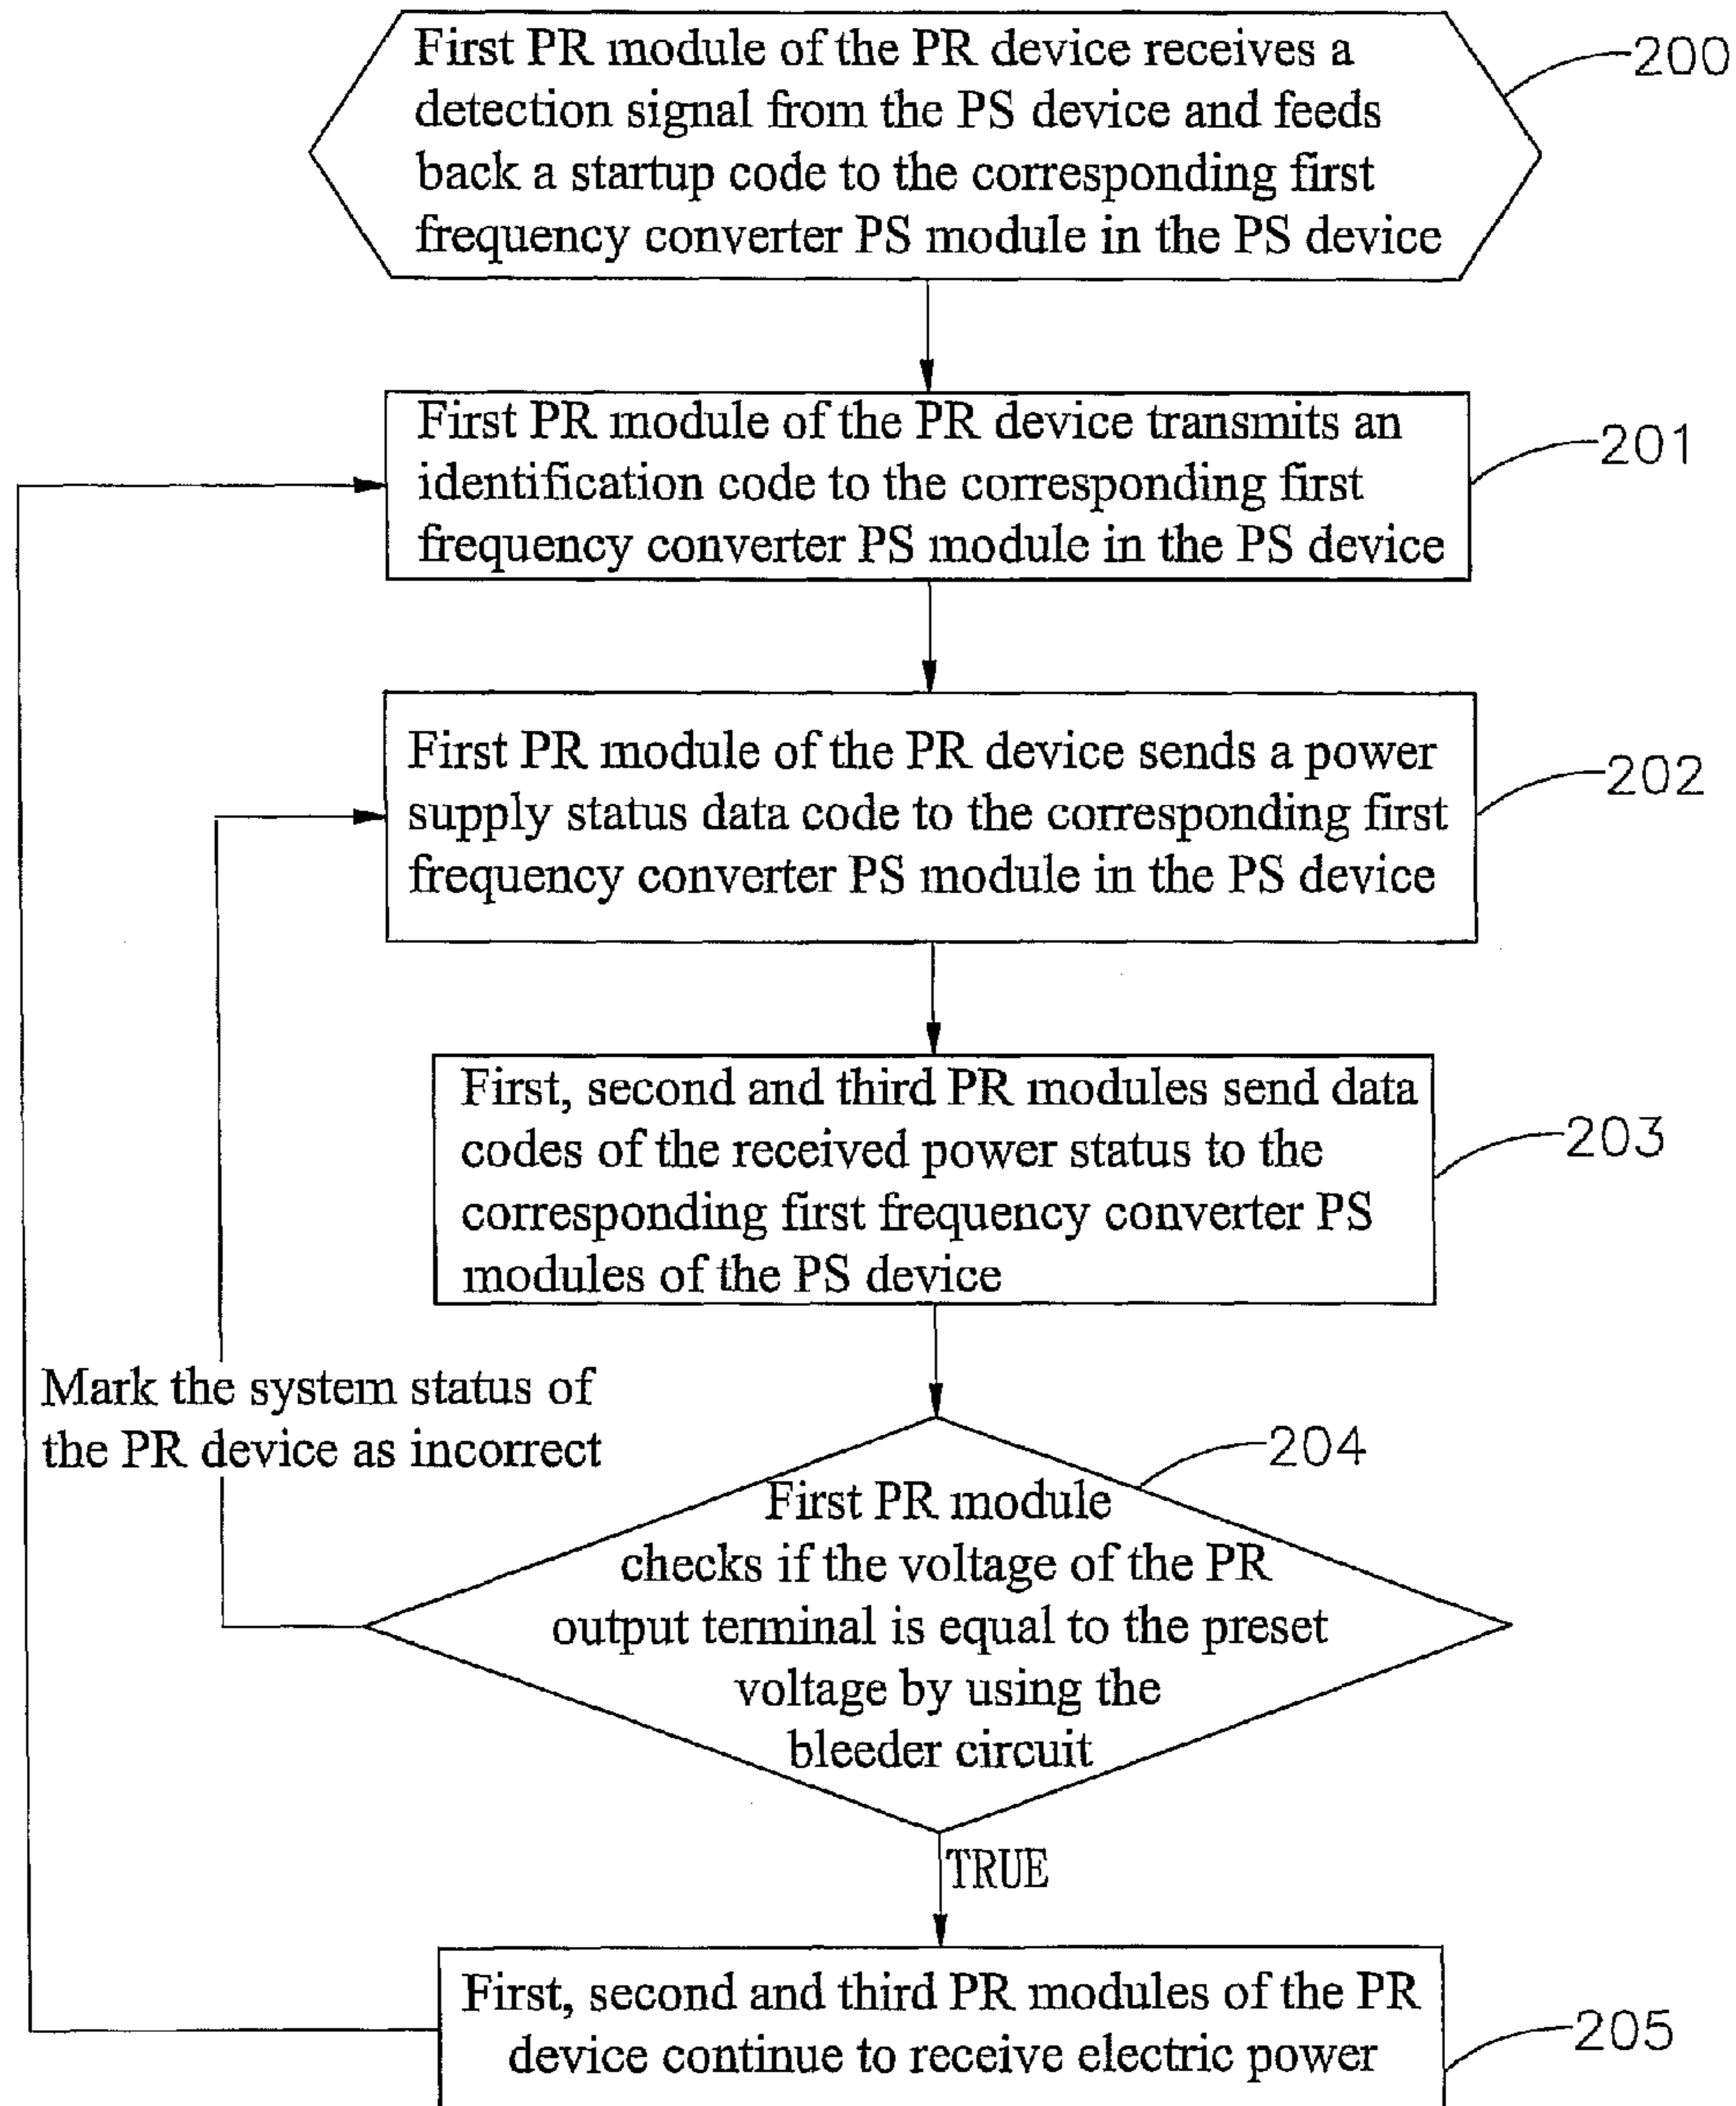 First PR module of the PR device receives a
detection signal from the PS device and feeds
back a startup code to the corresponding first
frequency converter PS module in the PS device
200
First PR module of the PR device transmits an
identification code to the corresponding first
frequency converter PS module in the PS device
201
First PR module of the PR device sends a power
supply status data code to the corresponding first
frequency converter PS module in the PS device
202
First, second and third PR modules send data
codes of the received power status to the
corresponding first frequency converter PS
modules of the PS device
203
Mark the system status of
the PR device as incorrect
204
First PR module
checks if the voltage of the PR
output terminal is equal to the preset
voltage by using the
bleeder circuit
TRUE
First, second and third PR modules of the PR
device continue to receive electric power
205